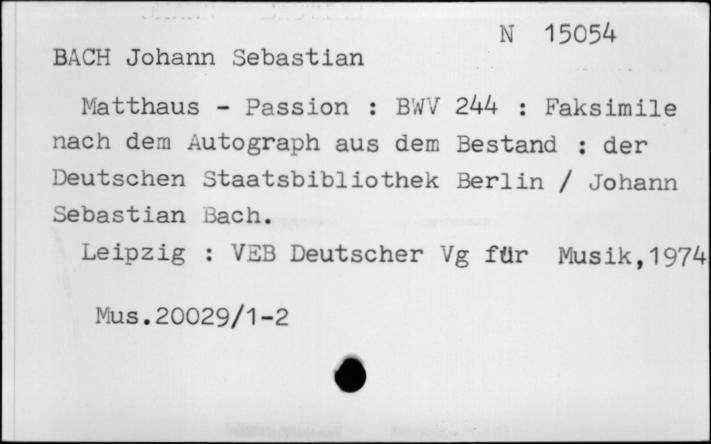 N 15054
BACH Johann Sebastian
Matthaus - Passion : BWV 244 : Faksimile
nach dem Autograph aus dem Bestand : der
Deutschen Staatsbibliothek Berlin / Johann
Sebastian Bach.
Leipzig : VEB Deutscher Vg für Musik,1974
Mus.20029/1-2